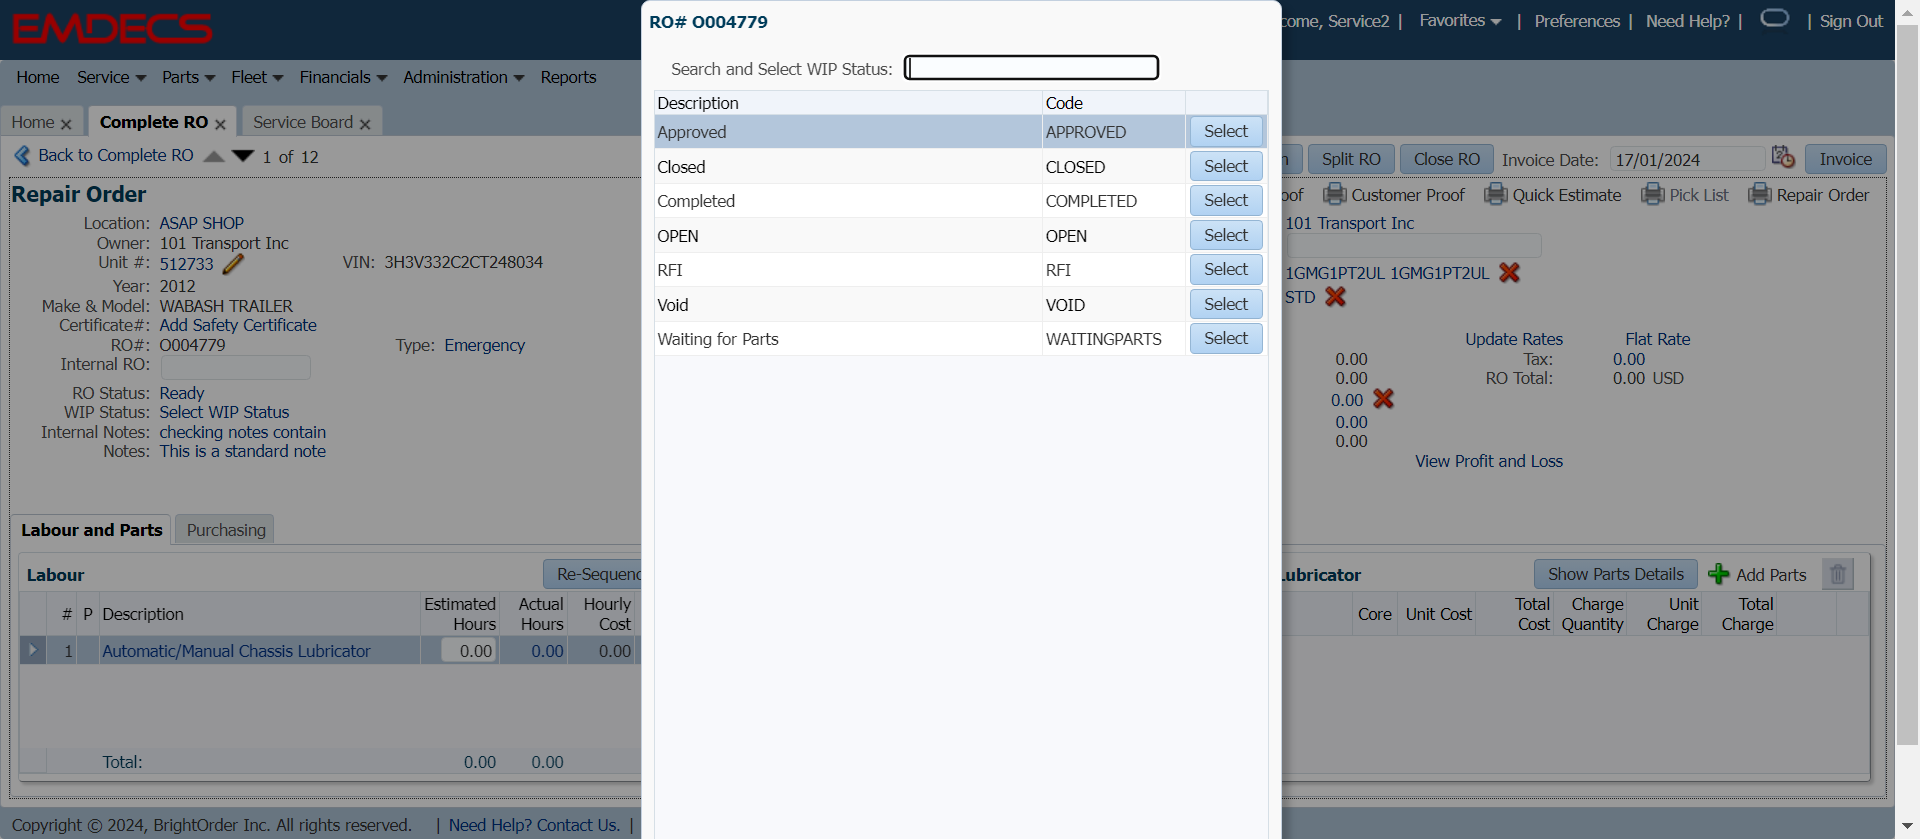 EMDECS
RO# O004779
come, Service2 | Favorites | Preferences | Need Help? | | Sign Out
Search and Select WIP Status:
Home Service Parts Fleet Financials Administration Reports
Home Complete RO Service Board
Back to Complete RO 1 of 12
Split RO Close RO Invoice Date: 17/01/2024 Invoice
Customer Proof Quick Estimate Pick List Repair Order
Description Code
Approved APPROVED Select
Closed CLOSED Select
Completed COMPLETED Select
OPEN OPEN Select
RFI RFI Select
Void VOID Select
Waiting for Parts WAITINGPARTS Select
Repair Order
Location: ASAP SHOP
Owner: 101 Transport Inc
Unit #: 512733 VIN: 3H3V332C2CT248034
Year: 2012
Make & Model: WABASH TRAILER
Certificate#: Add Safety Certificate
RO#: O004779 Type: Emergency
Internal RO:
RO Status: Ready
WIP Status: Select WIP Status
Internal Notes: checking notes contain
Notes: This is a standard note
101 Transport Inc
1GMG1PT2UL 1GMG1PT2UL
STD
Update Rates Flat Rate
0.00 Tax: 0.00
0.00 RO Total: 0.00 USD
0.00
0.00
0.00
View Profit and Loss
Labour and Parts Purchasing
Labour Re-Sequenc
# P Description Estimated Hours Actual Hours Hourly Cost
1 Automatic/Manual Chassis Lubricator 0.00 0.00 0.00
Total: 0.00 0.00
Lubricator Show Parts Details Add Parts
Core Unit Cost Total Cost Charge Quantity Unit Charge Total Charge
Copyright © 2024, BrightOrder Inc. All rights reserved. | Need Help? Contact Us. |